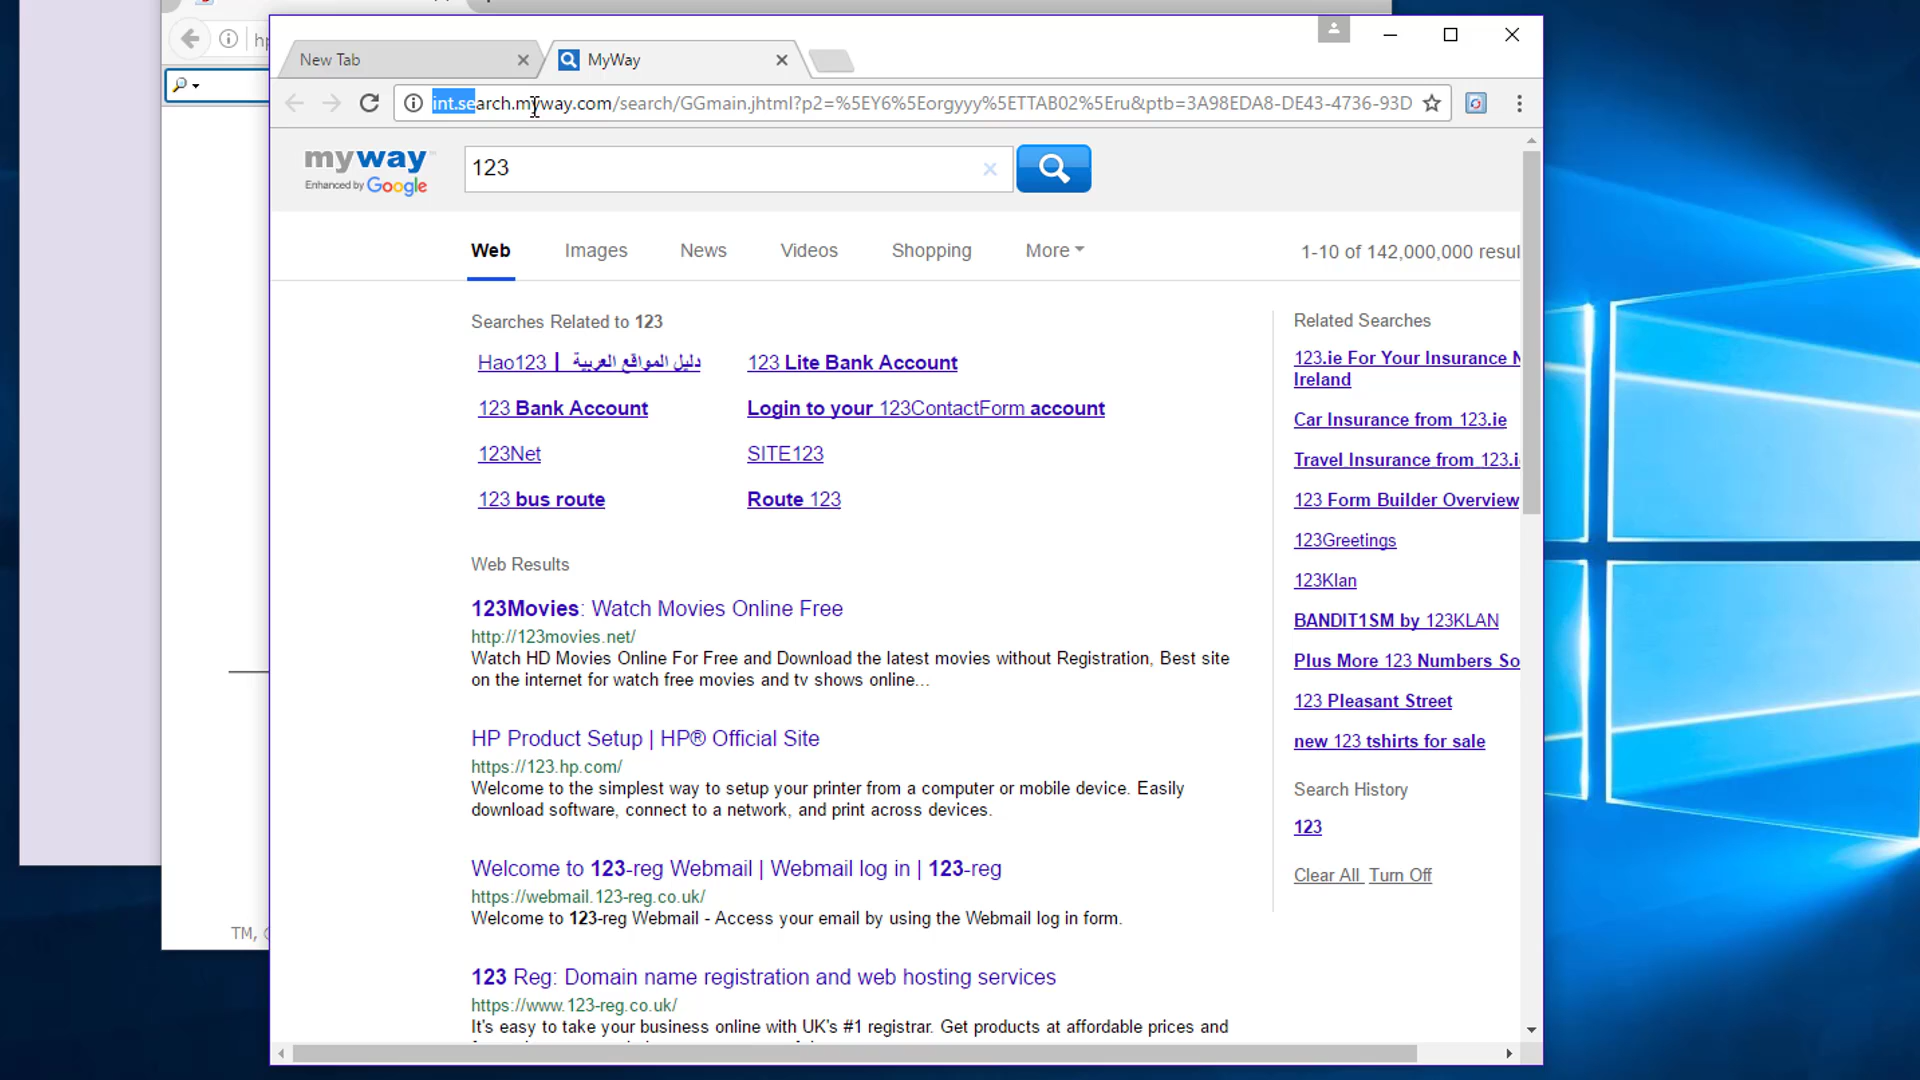 New Tab
MyWay
int.search.myway.com/search/GGmain.jhtml?p2=%5EY6%5Eorgyyy%5ETTAB02%5Eru&ptb=3A98EDA8-DE43-4736-93D
myway
Enhanced by Google
123
Web
Images
News
Videos
Shopping
More
1-10 of 142,000,000 resul
Searches Related to 123
Hao123 | دليل المواقع العربية
123 Lite Bank Account
123 Bank Account
Login to your 123ContactForm account
123Net
SITE123
123 bus route
Route 123
Web Results
123Movies: Watch Movies Online Free
http://123movies.net/
Watch HD Movies Online For Free and Download the latest movies without Registration, Best site
on the internet for watch free movies and tv shows online...
HP Product Setup | HP® Official Site
https://123.hp.com/
Welcome to the simplest way to setup your printer from a computer or mobile device. Easily
download software, connect to a network, and print across devices.
Welcome to 123-reg Webmail | Webmail log in | 123-reg
https://webmail.123-reg.co.uk/
Welcome to 123-reg Webmail - Access your email by using the Webmail log in form.
123 Reg: Domain name registration and web hosting services
https://www.123-reg.co.uk/
It's easy to take your business online with UK's #1 registrar. Get products at affordable prices and
Related Searches
123.ie For Your Insurance N
Ireland
Car Insurance from 123.ie
Travel Insurance from 123.i
123 Form Builder Overview
123Greetings
123Klan
BANDIT1SM by 123KLAN
Plus More 123 Numbers So
123 Pleasant Street
new 123 tshirts for sale
Search History
123
Clear All Turn Off
TM,